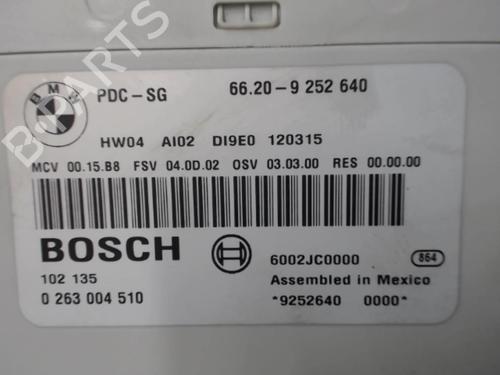 BMW
PDC-SG 66.20-9 252 640
HW04 AI02 DI9E0 120315
MCV 00.15.B8 FSV 04.0D.02 OSV 03.03.00 RES 00.00.00
BOSCH
102 135
0 263 004 510
6002JC0000 864
Assembled in Mexico
*9252640 0000*
B-PARTS